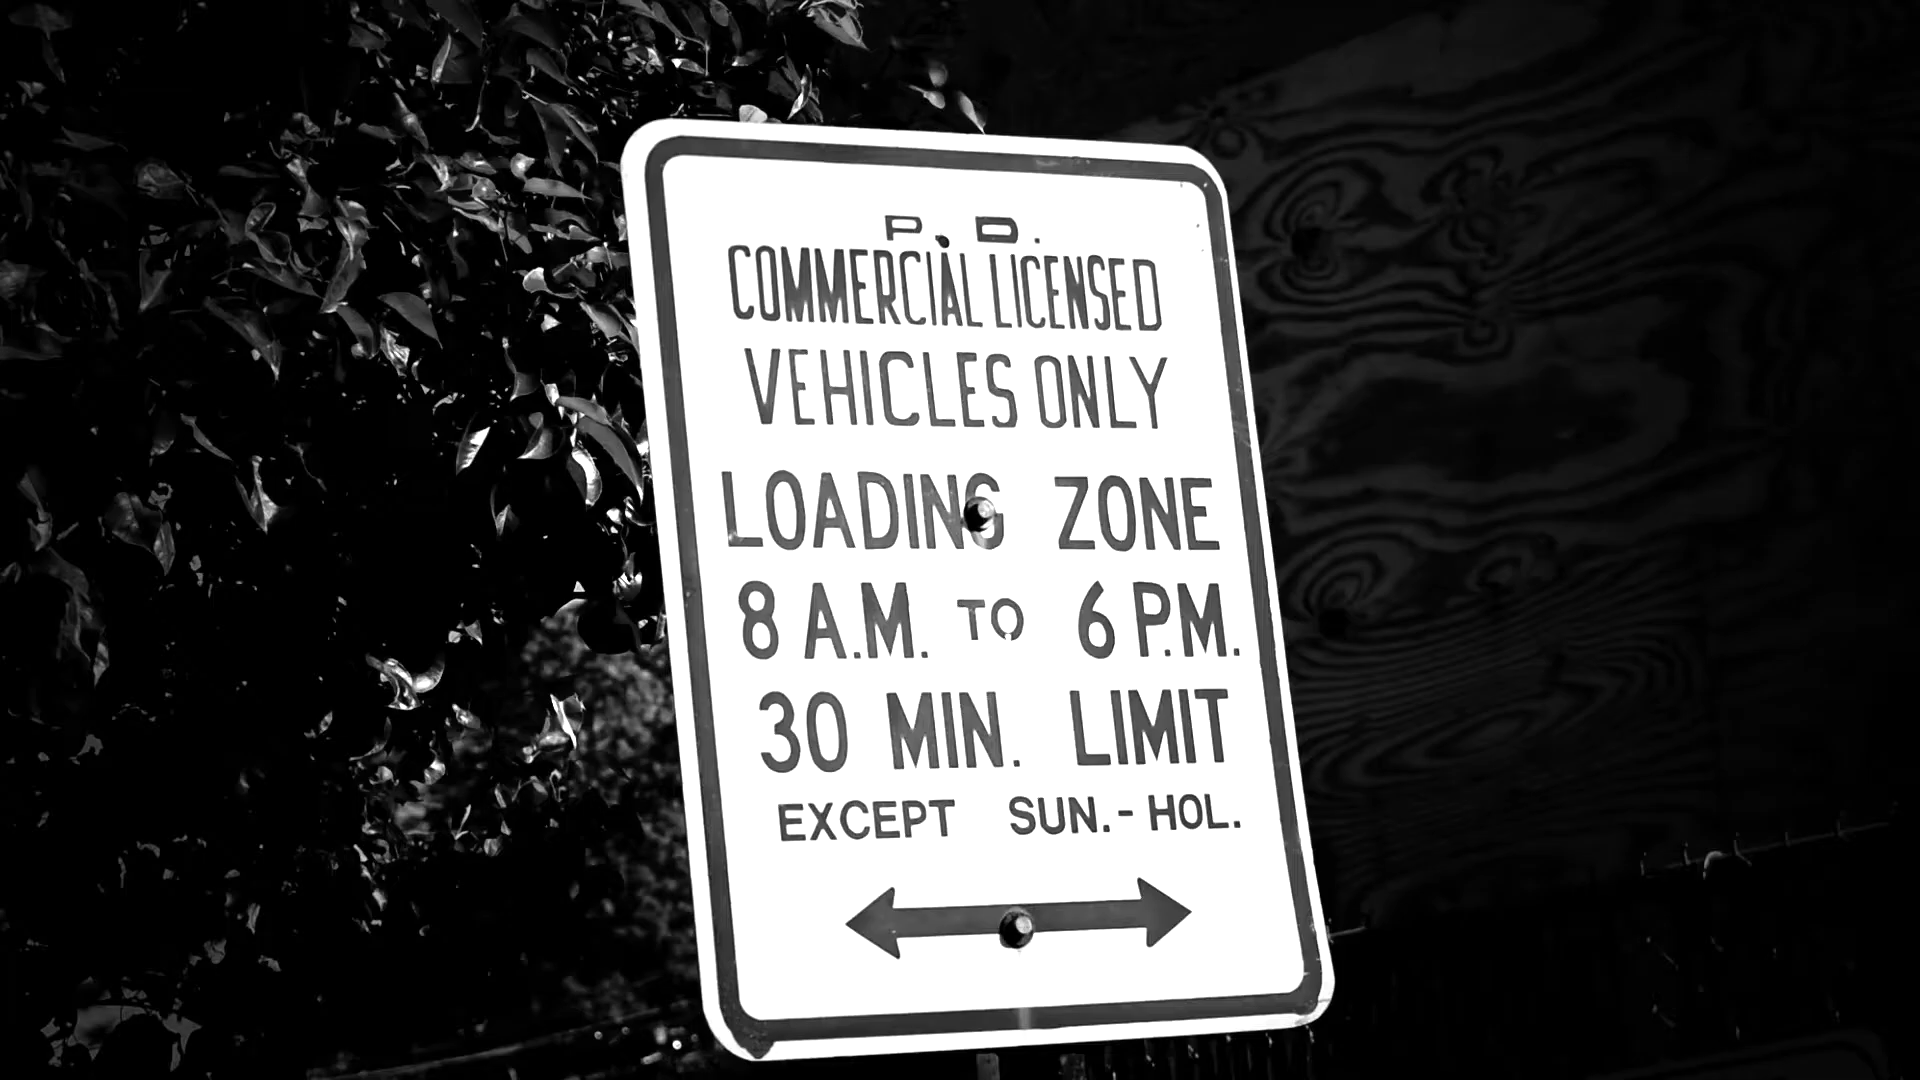 P. D.
COMMERCIAL LICENSED
VEHICLES ONLY
LOADING ZONE
8 A.M. TO 6 P.M.
30 MIN. LIMIT
EXCEPT SUN.-HOL.